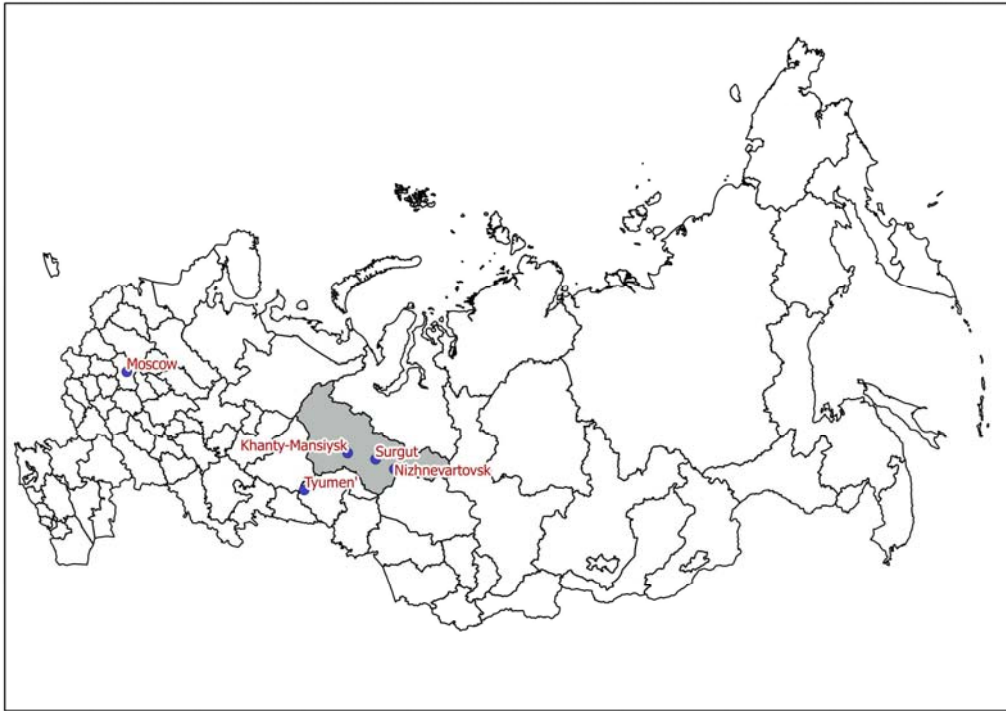 Moscow
Khanty-Mansiysk
Surgut
Nizhnevartovsk
Tyumen'